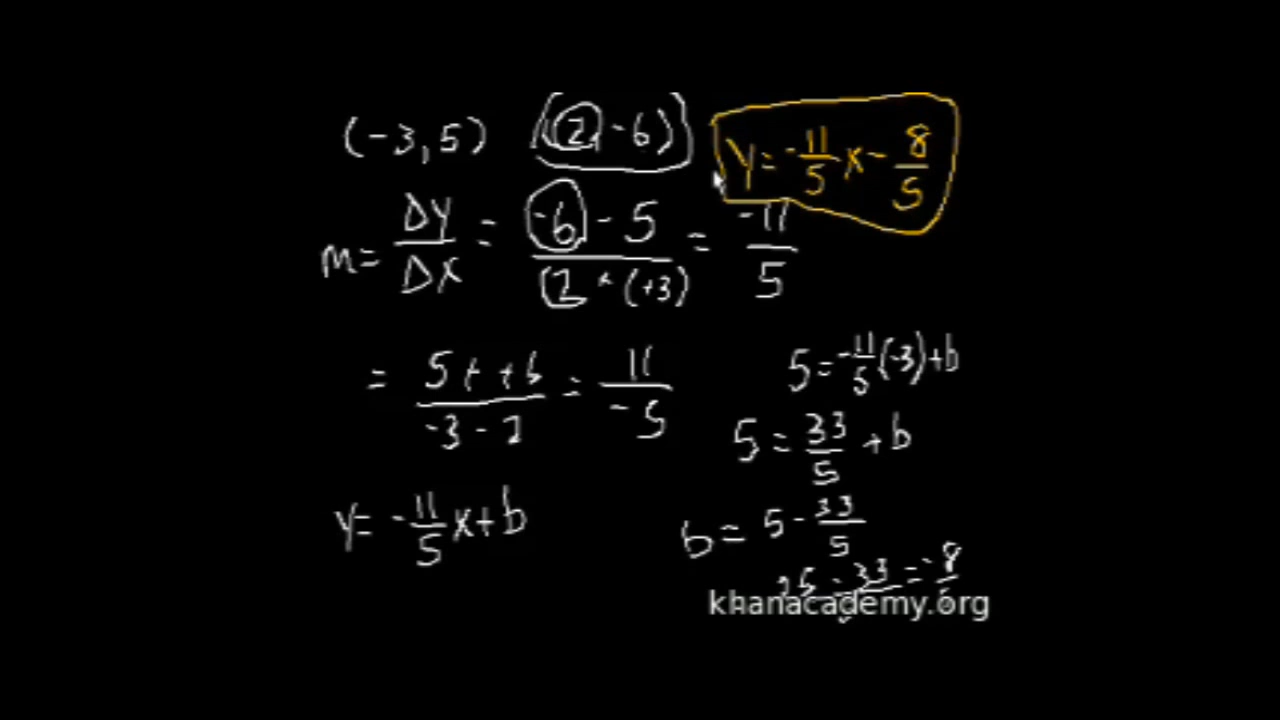 (-3,5) (2,-6) y=-11/5x-8/5
m= Δy/Δx = -6-5/(2+(+3) = -11/5
= 5++6/-3-2 = 11/-5
5=-11/5(-3)+b
5=33/5+b
y=-11/5x+b
b=5-33/5
25-33/5=-8/5
khanacademy.org